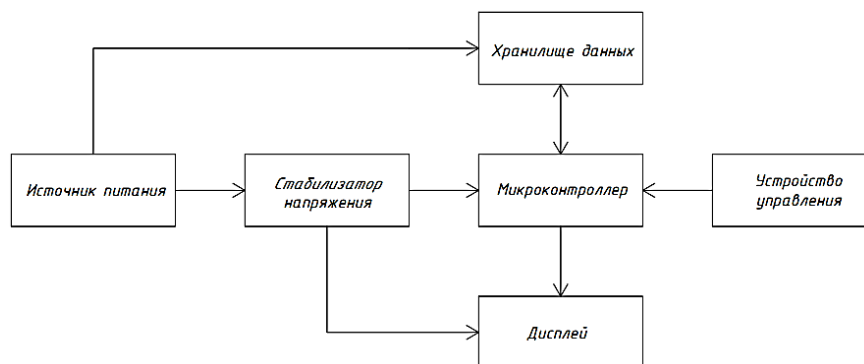 Хранилище данных
Источник питания
Стабилизатор
напряжения
Микроконтроллер
Устройство
управления
Дисплей